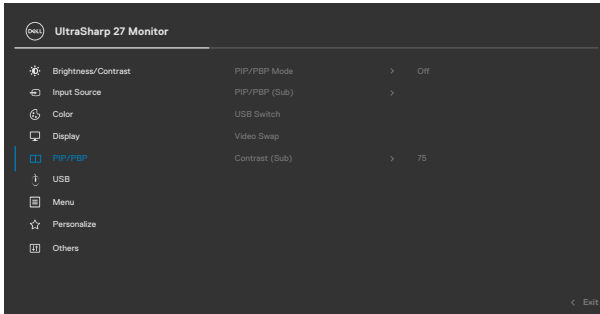 DELL UltraSharp 27 Monitor
Brightness/Contrast PIP/PBP Mode > Off
Input Source PIP/PBP (Sub) >
Color USB Switch
Display Video Swap
PIP/PBP Contrast (Sub) > 75
USB
Menu
Personalize
Others
< Exit